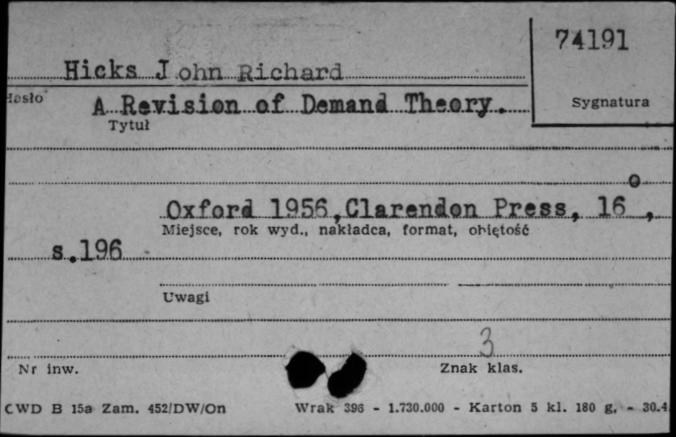 74191
Hicks John Richard
Hasło
A Revision of Demand Theory.
Sygnatura
Tytuł
Oxford 1956, Clarendon Press, 16°,
Miejsce, rok wyd., nakładca, format, objętość
s.196
Uwagi
3
Nr inw.
Znak klas.
CWD B 15a Zam. 452/DW/On Wrak 396 - 1.730.000 - Karton 5 kl. 180 g. - 30.4